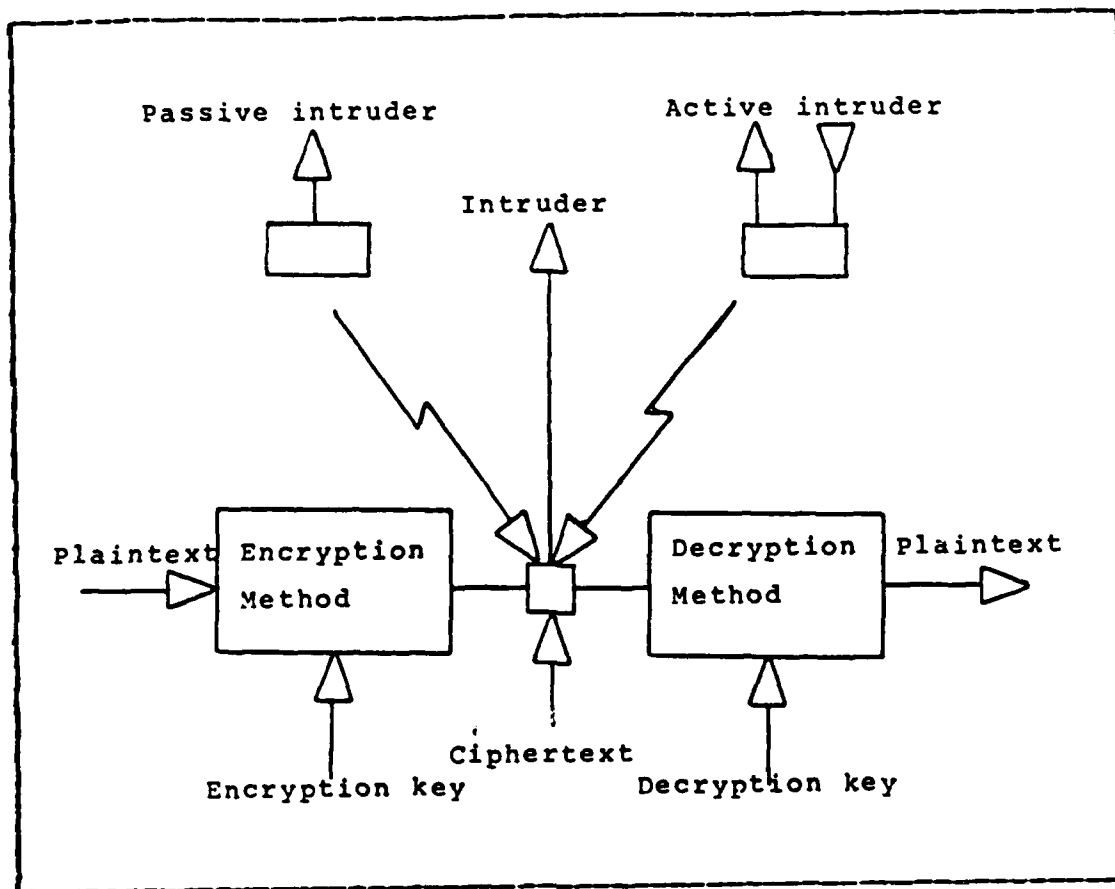 Passive intruder
Active intruder
Intruder
Plaintext
Encryption
Method
Decryption
Method
Plaintext
Ciphertext
Encryption key
Decryption key